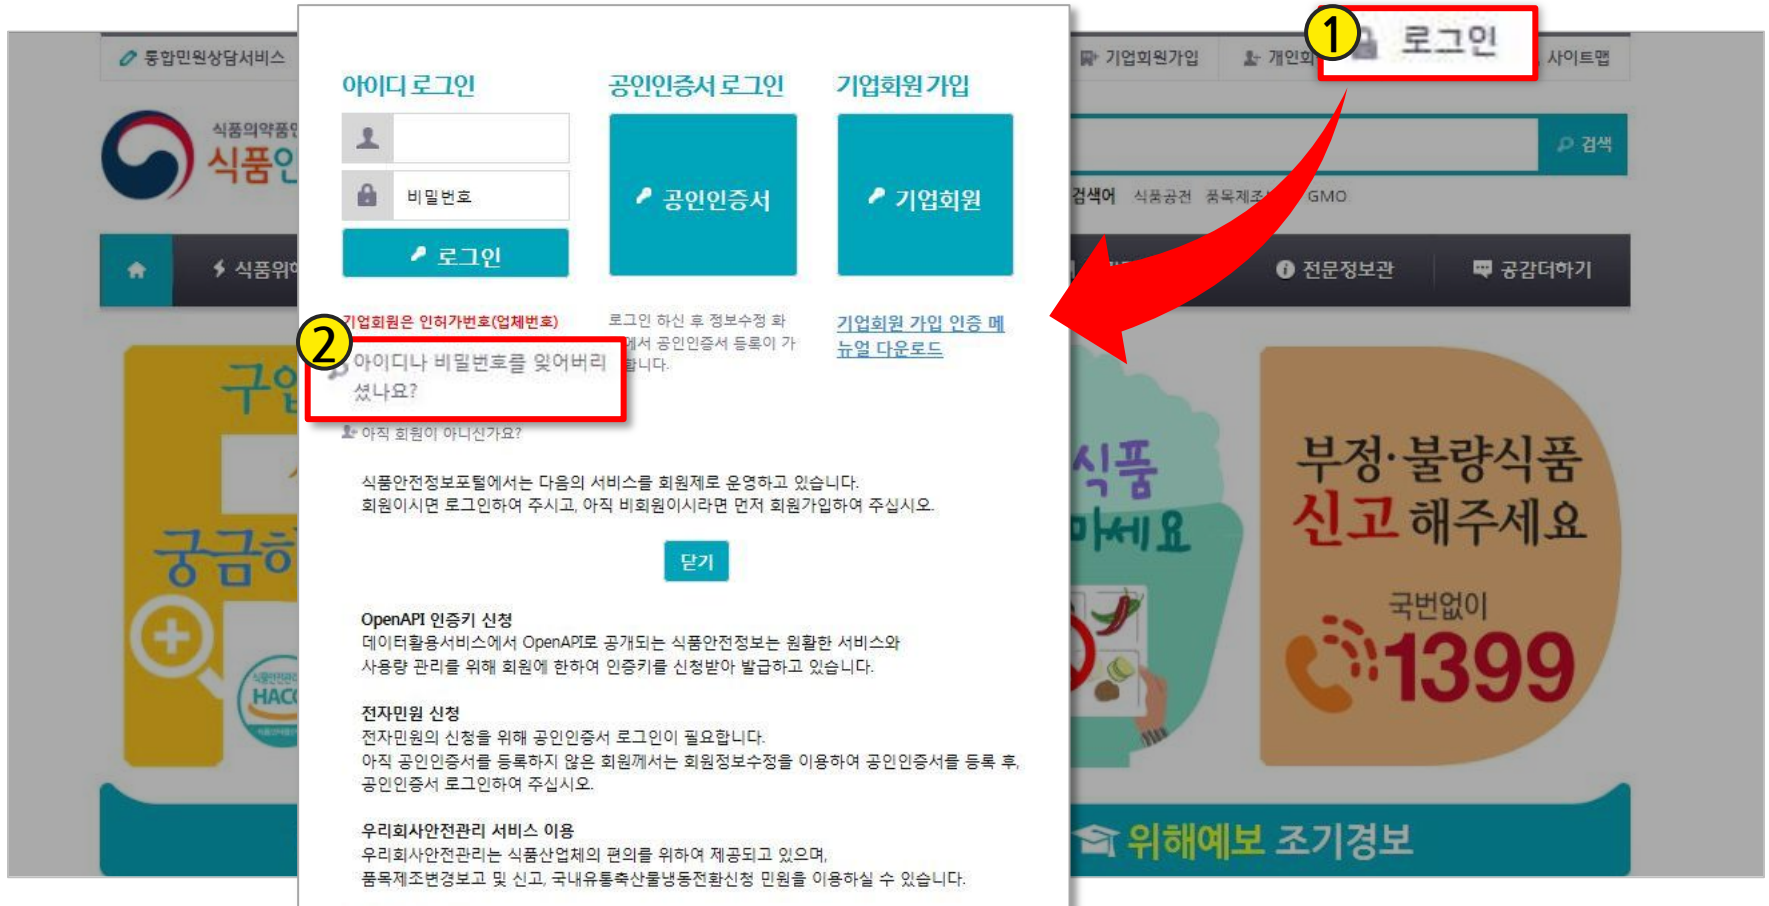 통합민원상담서비스
기업회원가입
개인회
① 로그인
사이트맵
식품의약품안
식품안
검색
검색어 식품공전 품목제조 GMO
식품위
전문정보관
공감더하기
아이디 로그인
공인인증서 로그인
기업회원 가입
비밀번호
로그인
공인인증서
기업회원
기업회원은 인허가번호(업체번호)
② 아이디나 비밀번호를 잊어버리
셨나요?
아직 회원이 아니신가요?
로그인 하신 후 정보수정 화
에서 공인인증서 등록이 가
합니다.
기업회원 가입 인증 메
뉴얼 다운로드
식품안전정보포털에서는 다음의 서비스를 회원제로 운영하고 있습니다.
회원이시면 로그인하여 주시고, 아직 비회원이시라면 먼저 회원가입하여 주십시오.
닫기
OpenAPI 인증키 신청
데이터활용서비스에서 OpenAPI로 공개되는 식품안전정보는 원활한 서비스와
사용량 관리를 위해 회원에 한하여 인증키를 신청받아 발급하고 있습니다.
전자민원 신청
전자민원의 신청을 위해 공인인증서 로그인이 필요합니다.
아직 공인인증서를 등록하지 않은 회원께서는 회원정보수정을 이용하여 공인인증서를 등록 후,
공인인증서 로그인하여 주십시오.
우리회사안전관리 서비스 이용
우리회사안전관리는 식품산업체의 편의를 위하여 제공되고 있으며,
품목제조변경보고 및 신고, 국내유통축산물냉동전환신청 민원을 이용하실 수 있습니다.
구입
궁금하
HACC
식품
마세요
부정·불량식품
신고 해주세요
국번없이
1399
위해예보 조기경보